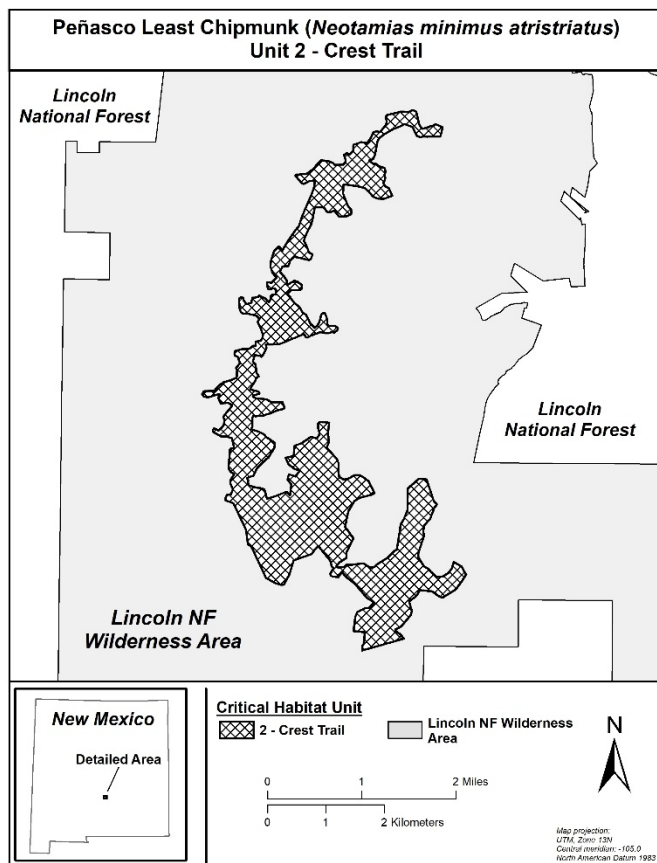 Peñasco Least Chipmunk (Neotamias minimus atristriatus)
Unit 2 - Crest Trail
Lincoln
National Forest
Lincoln
National Forest
Lincoln NF
Wilderness Area
New Mexico
Detailed Area
Critical Habitat Unit
2 - Crest Trail
Lincoln NF Wilderness
Area
0 1 2 Miles
0 1 2 Kilometers
N
Map projection:
UTM, Zone 13N
Central meridian: -105.0
North American Datum 1983